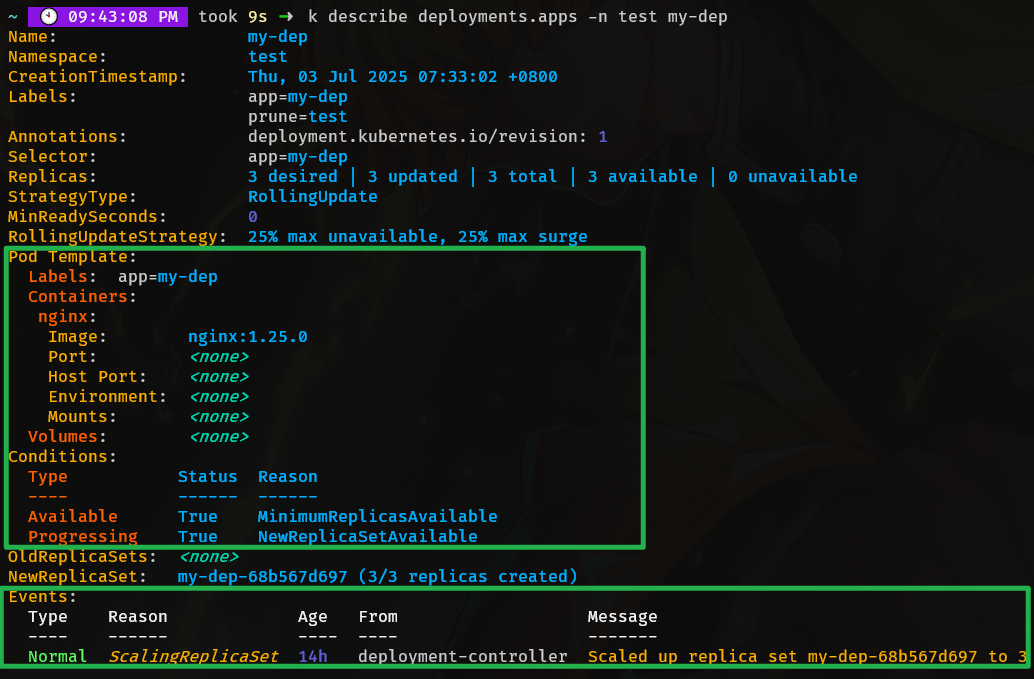 ~ 09:43:08 PM took 9s → k describe deployments.apps -n test my-dep
Name: my-dep
Namespace: test
CreationTimestamp: Thu, 03 Jul 2025 07:33:02 +0800
Labels: app=my-dep
prune=test
Annotations: deployment.kubernetes.io/revision: 1
Selector: app=my-dep
Replicas: 3 desired | 3 updated | 3 total | 3 available | 0 unavailable
StrategyType: RollingUpdate
MinReadySeconds: 0
RollingUpdateStrategy: 25% max unavailable, 25% max surge
Pod Template:
Labels: app=my-dep
Containers:
nginx:
Image: nginx:1.25.0
Port: <none>
Host Port: <none>
Environment: <none>
Mounts: <none>
Volumes: <none>
Conditions:
Type Status Reason
---- ------ ------
Available True MinimumReplicasAvailable
Progressing True NewReplicaSetAvailable
OldReplicaSets: <none>
NewReplicaSet: my-dep-68b567d697 (3/3 replicas created)
Events:
Type Reason Age From Message
---- ------ ---- ---- -------
Normal ScalingReplicaSet 14h deployment-controller Scaled up replica set my-dep-68b567d697 to 3